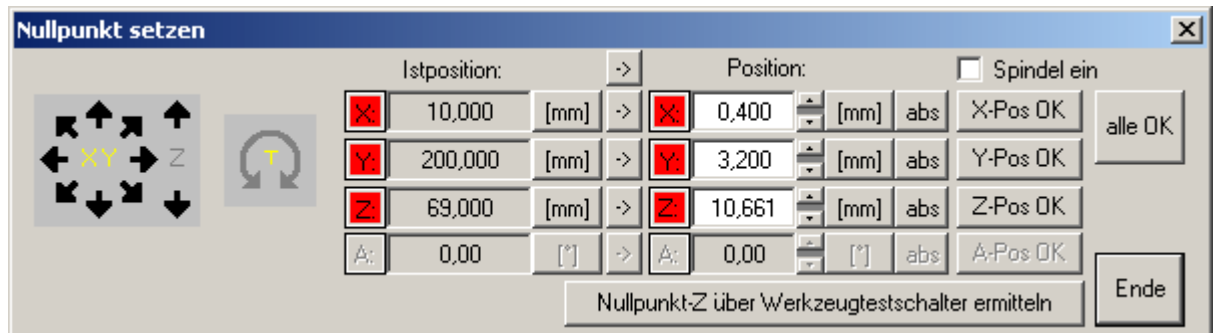 Nullpunkt setzen
Istposition: -> Position: Spindel ein
X: 10,000 [mm] -> X: 0,400 [mm] abs X-Pos OK alle OK
XY Z T
Y: 200,000 [mm] -> Y: 3,200 [mm] abs Y-Pos OK
Z: 69,000 [mm] -> Z: 10,661 [mm] abs Z-Pos OK
A: 0,00 [°] -> A: 0,00 [°] abs A-Pos OK
Nullpunkt-Z über Werkzeugtestschalter ermitteln Ende